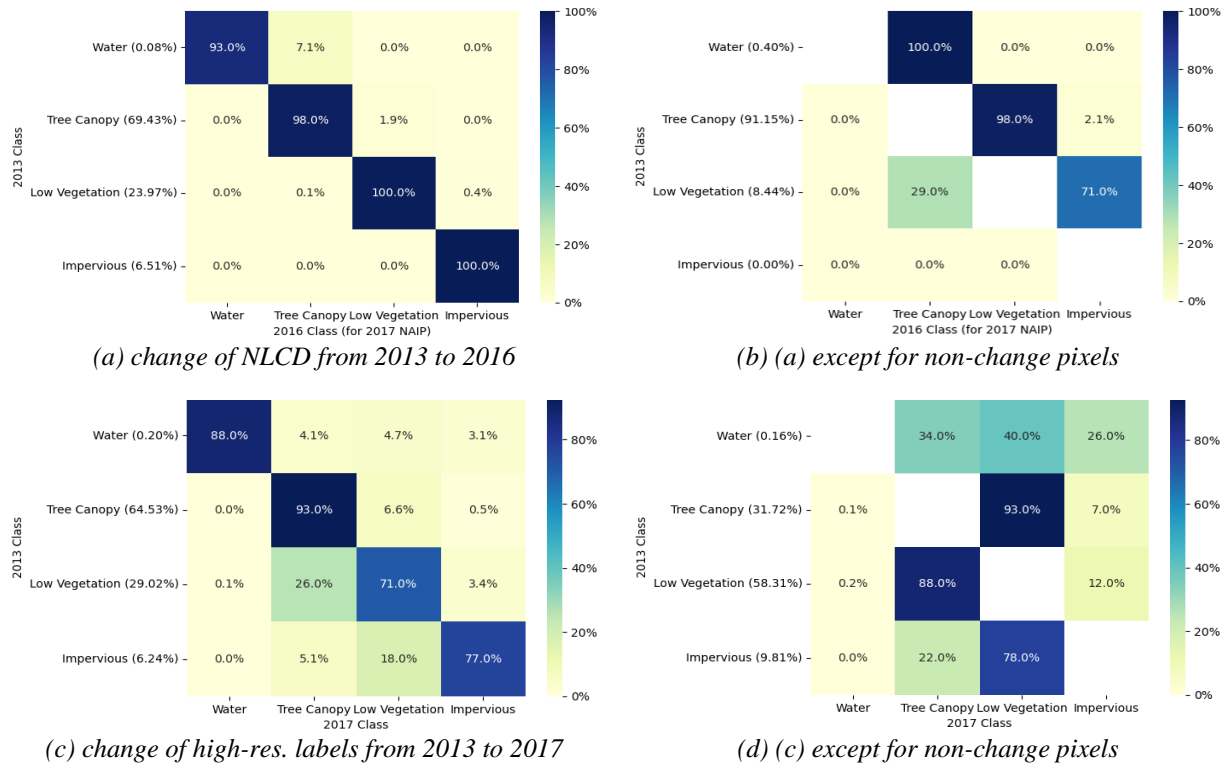 100%
Water (0.08%) 93.0% 7.1% 0.0% 0.0%
80%
Tree Canopy (69.43%) 0.0% 98.0% 1.9% 0.0%
60%
2013 Class
40%
Low Vegetation (23.97%) 0.0% 0.1% 100.0% 0.4%
20%
Impervious (6.51%) 0.0% 0.0% 0.0% 100.0%
0%
Water Tree Canopy Low Vegetation Impervious
2016 Class (for 2017 NAIP)
(a) change of NLCD from 2013 to 2016
100%
Water (0.40%) 100.0% 0.0% 0.0%
80%
Tree Canopy (91.15%) 0.0% 98.0% 2.1%
60%
2013 Class
40%
Low Vegetation (8.44%) 0.0% 29.0% 71.0%
20%
Impervious (0.00%) 0.0% 0.0% 0.0%
0%
Water Tree Canopy Low Vegetation Impervious
2016 Class (for 2017 NAIP)
(b) (a) except for non-change pixels
Water (0.20%) 88.0% 4.1% 4.7% 3.1%
80%
Tree Canopy (64.53%) 0.0% 93.0% 6.6% 0.5%
60%
2013 Class
40%
Low Vegetation (29.02%) 0.1% 26.0% 71.0% 3.4%
20%
Impervious (6.24%) 0.0% 5.1% 18.0% 77.0%
0%
Water Tree Canopy Low Vegetation Impervious
2017 Class
(c) change of high-res. labels from 2013 to 2017
Water (0.16%) 34.0% 40.0% 26.0%
80%
Tree Canopy (31.72%) 0.1% 93.0% 7.0%
60%
2013 Class
40%
Low Vegetation (58.31%) 0.2% 88.0% 12.0%
20%
Impervious (9.81%) 0.0% 22.0% 78.0%
0%
Water Tree Canopy Low Vegetation Impervious
2017 Class
(d) (c) except for non-change pixels